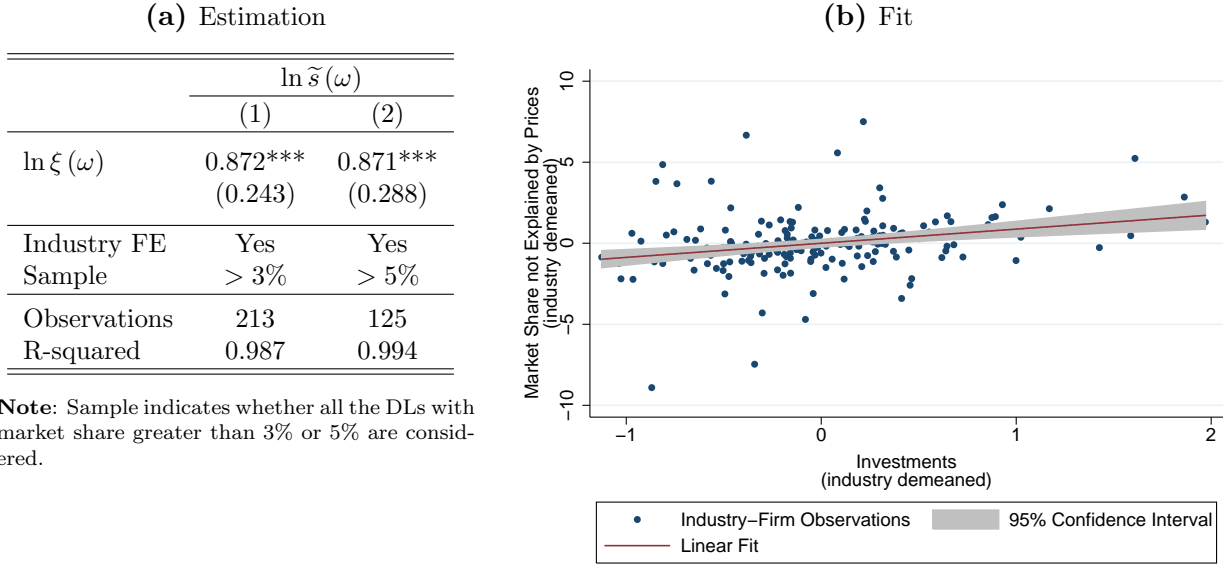 (a) Estimation
ln s̃ (ω)
(1) (2)
ln ξ (ω) 0.872*** 0.871***
(0.243) (0.288)
Industry FE Yes Yes
Sample > 3% > 5%
Observations 213 125
R-squared 0.987 0.994
Note: Sample indicates whether all the DLs with
market share greater than 3% or 5% are consid-
ered.
(b) Fit
Market Share not Explained by Prices
(industry demeaned)
10
5
0
−5
−10
−1 0 1 2
Investments
(industry demeaned)
Industry−Firm Observations 95% Confidence Interval
Linear Fit